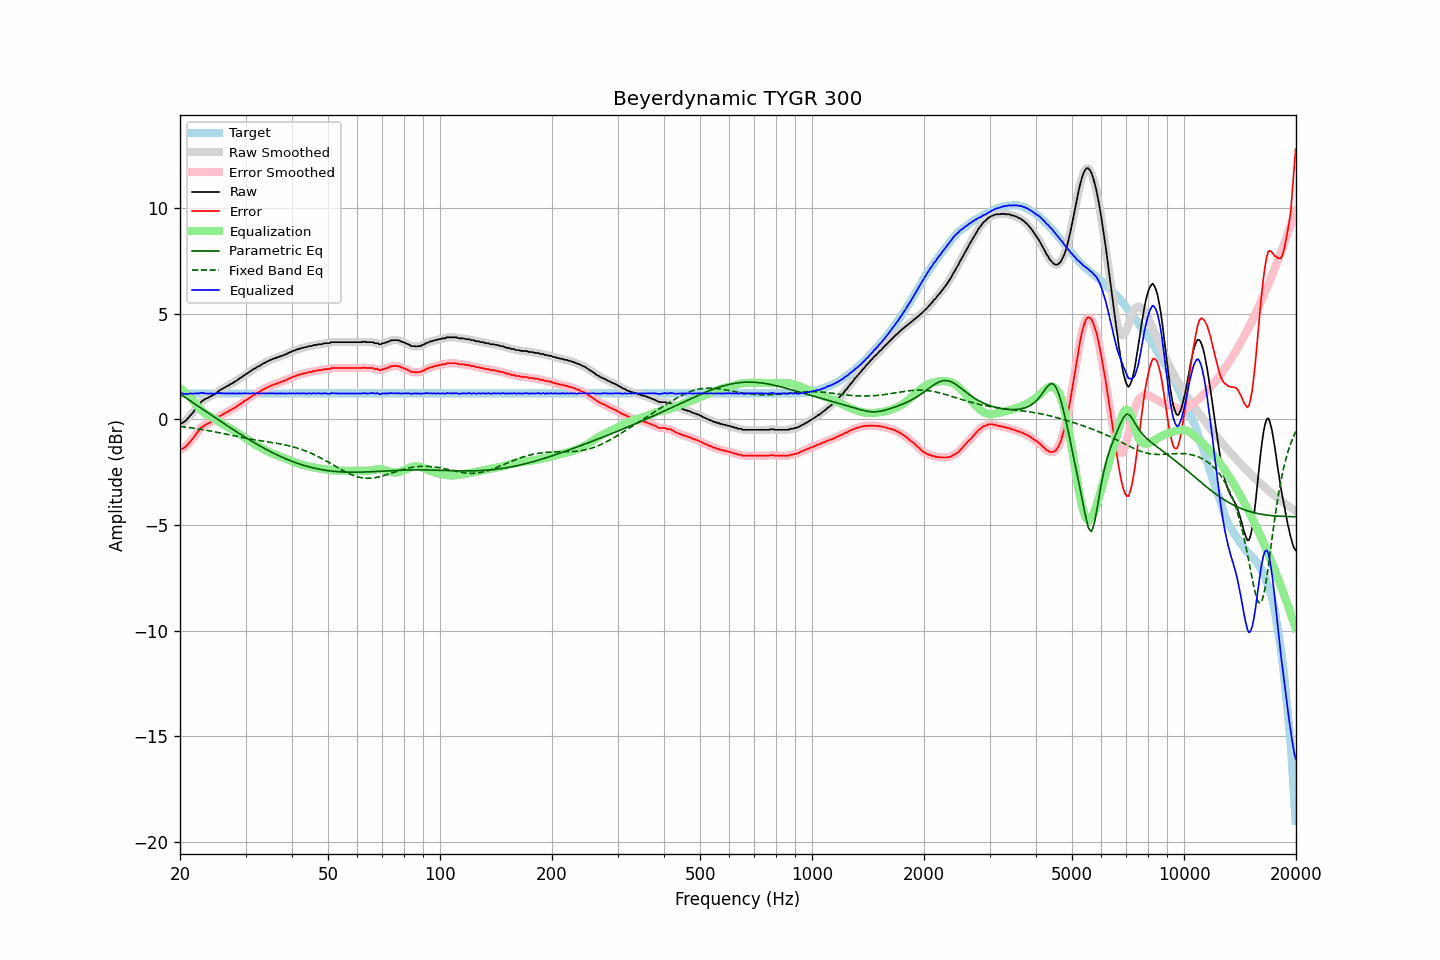 Beyerdynamic TYGR 300
Target
Raw Smoothed
Error Smoothed
Raw
Error
Equalization
Parametric Eq
Fixed Band Eq
Equalized
10
5
0
−5
−10
−15
−20
Amplitude (dBr)
20 50 100 200 500 1000 2000 5000 10000 20000
Frequency (Hz)